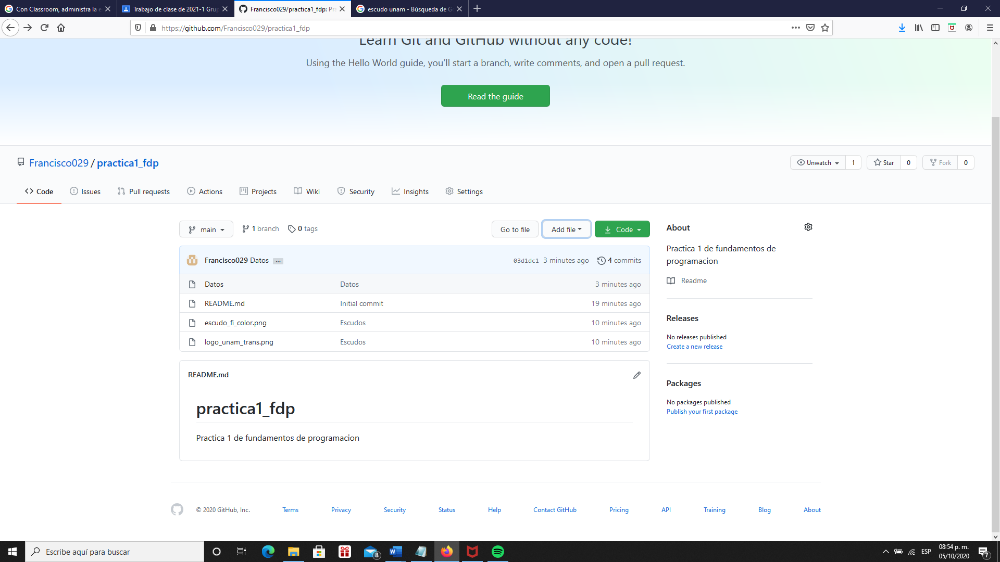 Con Classroom, administra la e
Trabajo de clase de 2021-1 Grup
Francisco029/practica1_fdp: Pra
escudo unam - Búsqueda de G
https://github.com/Francisco029/practica1_fdp
Learn Git and GitHub without any code!
Using the Hello World guide, you’ll start a branch, write comments, and open a pull request.
Read the guide
Francisco029 / practica1_fdp
Unwatch 1 Star 0 Fork 0
Code Issues Pull requests Actions Projects Wiki Security Insights Settings
main 1 branch 0 tags Go to file Add file Code
Francisco029 Datos ... 03d1dc1 3 minutes ago 4 commits
Datos Datos 3 minutes ago
README.md Initial commit 19 minutes ago
escudo_fi_color.png Escudos 10 minutes ago
logo_unam_trans.png Escudos 10 minutes ago
README.md
practica1_fdp
Practica 1 de fundamentos de programacion
About
Practica 1 de fundamentos de
programacion
Readme
Releases
No releases published
Create a new release
Packages
No packages published
Publish your first package
© 2020 GitHub, Inc. Terms Privacy Security Status Help Contact GitHub Pricing API Training Blog About
Escribe aquí para buscar
8
ESP
08:54 p. m.
05/10/2020
7